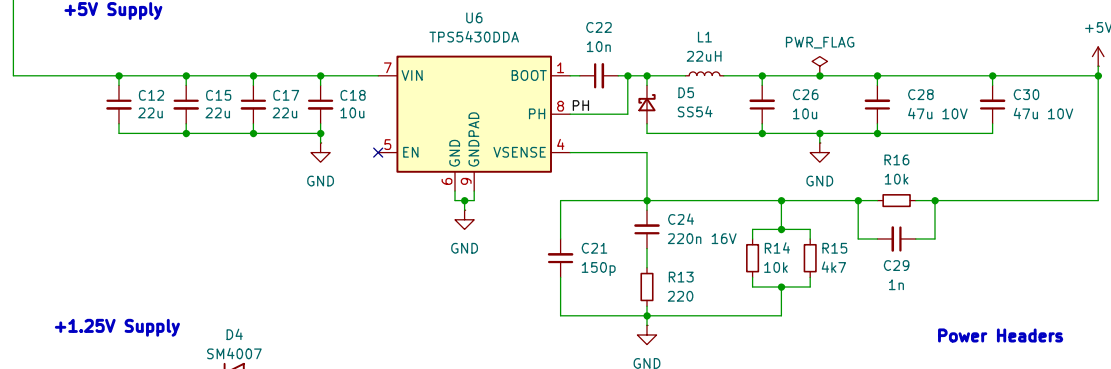 +5V Supply
U6
TPS5430DDA
7
VIN
BOOT
1
PH
8
PH
5
EN
VSENSE
4
GND
GNDPAD
6
9
C12
22u
C15
22u
C17
22u
C18
10u
GND
GND
C22
10n
L1
22uH
PWR_FLAG
+5V
D5
SS54
C26
10u
C28
47u 10V
C30
47u 10V
GND
R16
10k
C29
1n
C24
220n 16V
C21
150p
R13
220
R14
10k
R15
4k7
GND
+1.25V Supply
D4
SM4007
Power Headers